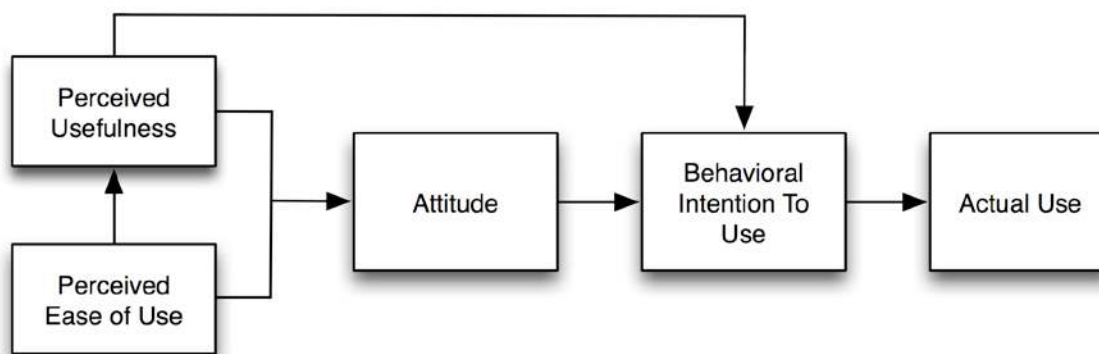 Perceived
Usefulness
Perceived
Ease of Use
Attitude
Behavioral
Intention To
Use
Actual Use